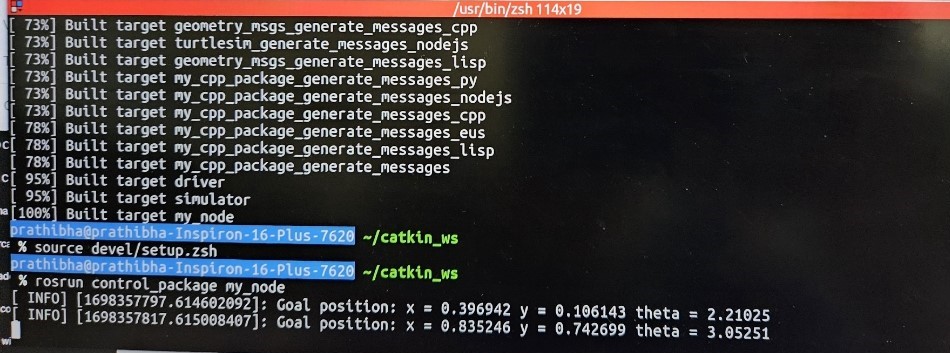 /usr/bin/zsh 114x19
[ 73%] Built target geometry_msgs_generate_messages_cpp
[ 73%] Built target turtlesim_generate_messages_nodejs
[ 73%] Built target geometry_msgs_generate_messages_lisp
[ 73%] Built target my_cpp_package_generate_messages_py
[ 73%] Built target my_cpp_package_generate_messages_nodejs
[ 73%] Built target my_cpp_package_generate_messages_cpp
[ 78%] Built target my_cpp_package_generate_messages_eus
[ 78%] Built target my_cpp_package_generate_messages_lisp
[ 78%] Built target my_cpp_package_generate_messages
[ 95%] Built target driver
[ 95%] Built target simulator
[100%] Built target my_node
prathibha@prathibha-Inspiron-16-Plus-7620 ~/catkin_ws
% source devel/setup.zsh
prathibha@prathibha-Inspiron-16-Plus-7620 ~/catkin_ws
% rosrun control_package my_node
[ INFO] [1698357797.614602092]: Goal position: x = 0.396942 y = 0.106143 theta = 2.21025
[ INFO] [1698357817.615008407]: Goal position: x = 0.835246 y = 0.742699 theta = 3.05251